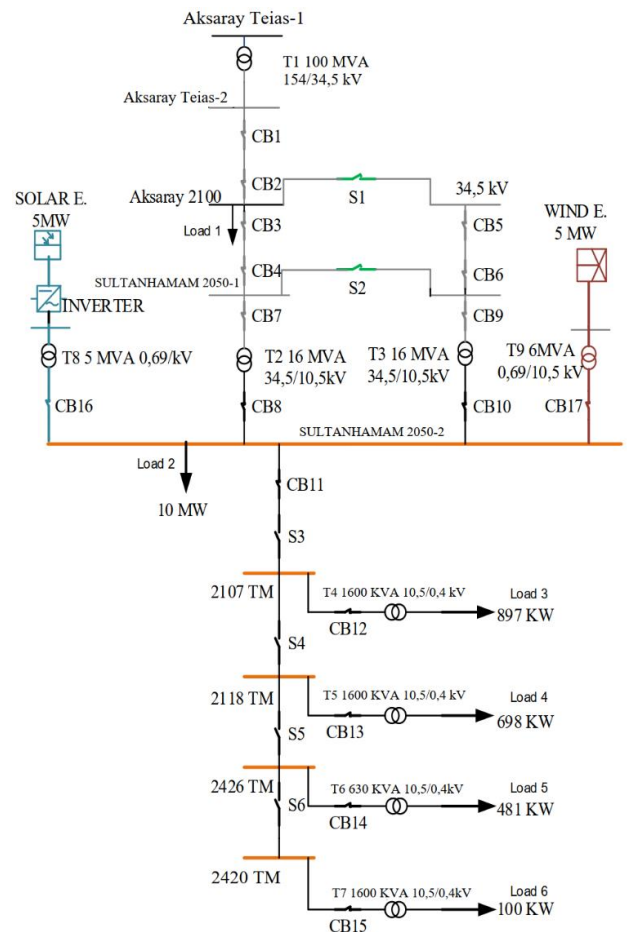 Aksaray Teias-1
T1 100 MVA
154/34,5 kV
Aksaray Teias-2
CB1
CB2
S1
Aksaray 2100
34,5 kV
SOLAR E.
5MW
Load 1
CB3
CB5
WIND E.
5 MW
CB4
CB6
SULTANHAMAM 2050-1
S2
INVERTER
CB7
CB9
T8 5 MVA 0,69/kV
T2 16 MVA
34,5/10,5kV
T3 16 MVA
34,5/10,5kV
T9 6MVA
0,69/10,5 kV
CB16
CB8
CB10
CB17
SULTANHAMAM 2050-2
Load 2
10 MW
CB11
S3
2107 TM
T4 1600 KVA 10,5/0,4 kV
Load 3
897 KW
CB12
S4
2118 TM
T5 1600 KVA 10,5/0,4 kV
Load 4
698 KW
CB13
S5
2426 TM
T6 630 KVA 10,5/0,4kV
Load 5
481 KW
S6
CB14
2420 TM
T7 1600 KVA 10,5/0,4kV
Load 6
100 KW
CB15